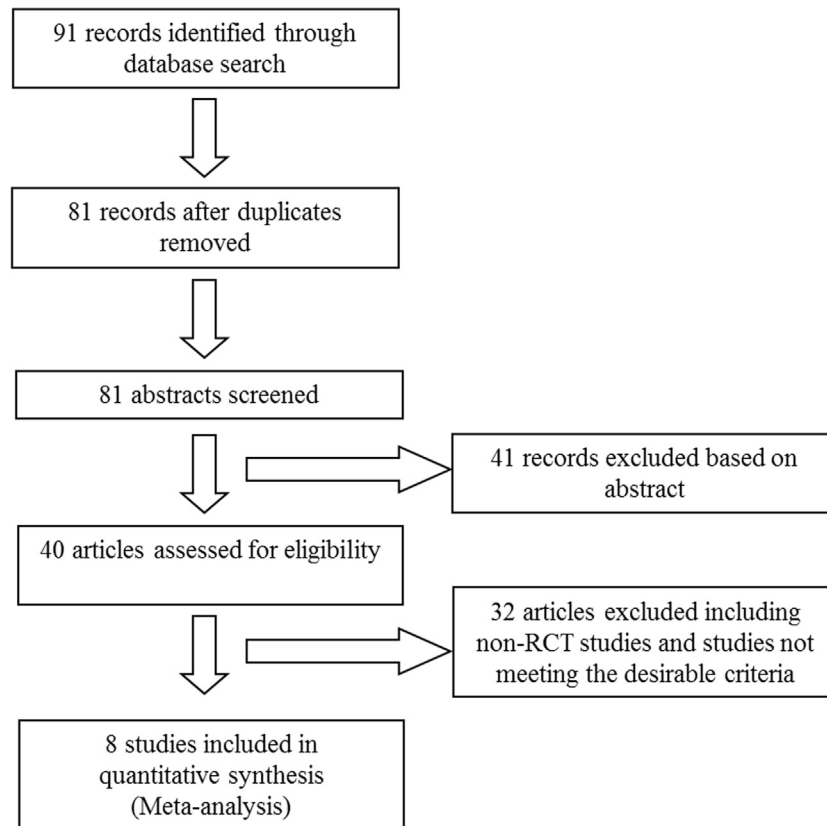 91 records identified through
database search
81 records after duplicates
removed
81 abstracts screened
41 records excluded based on
abstract
40 articles assessed for eligibility
32 articles excluded including
non-RCT studies and studies not
meeting the desirable criteria
8 studies included in
quantitative synthesis
(Meta-analysis)